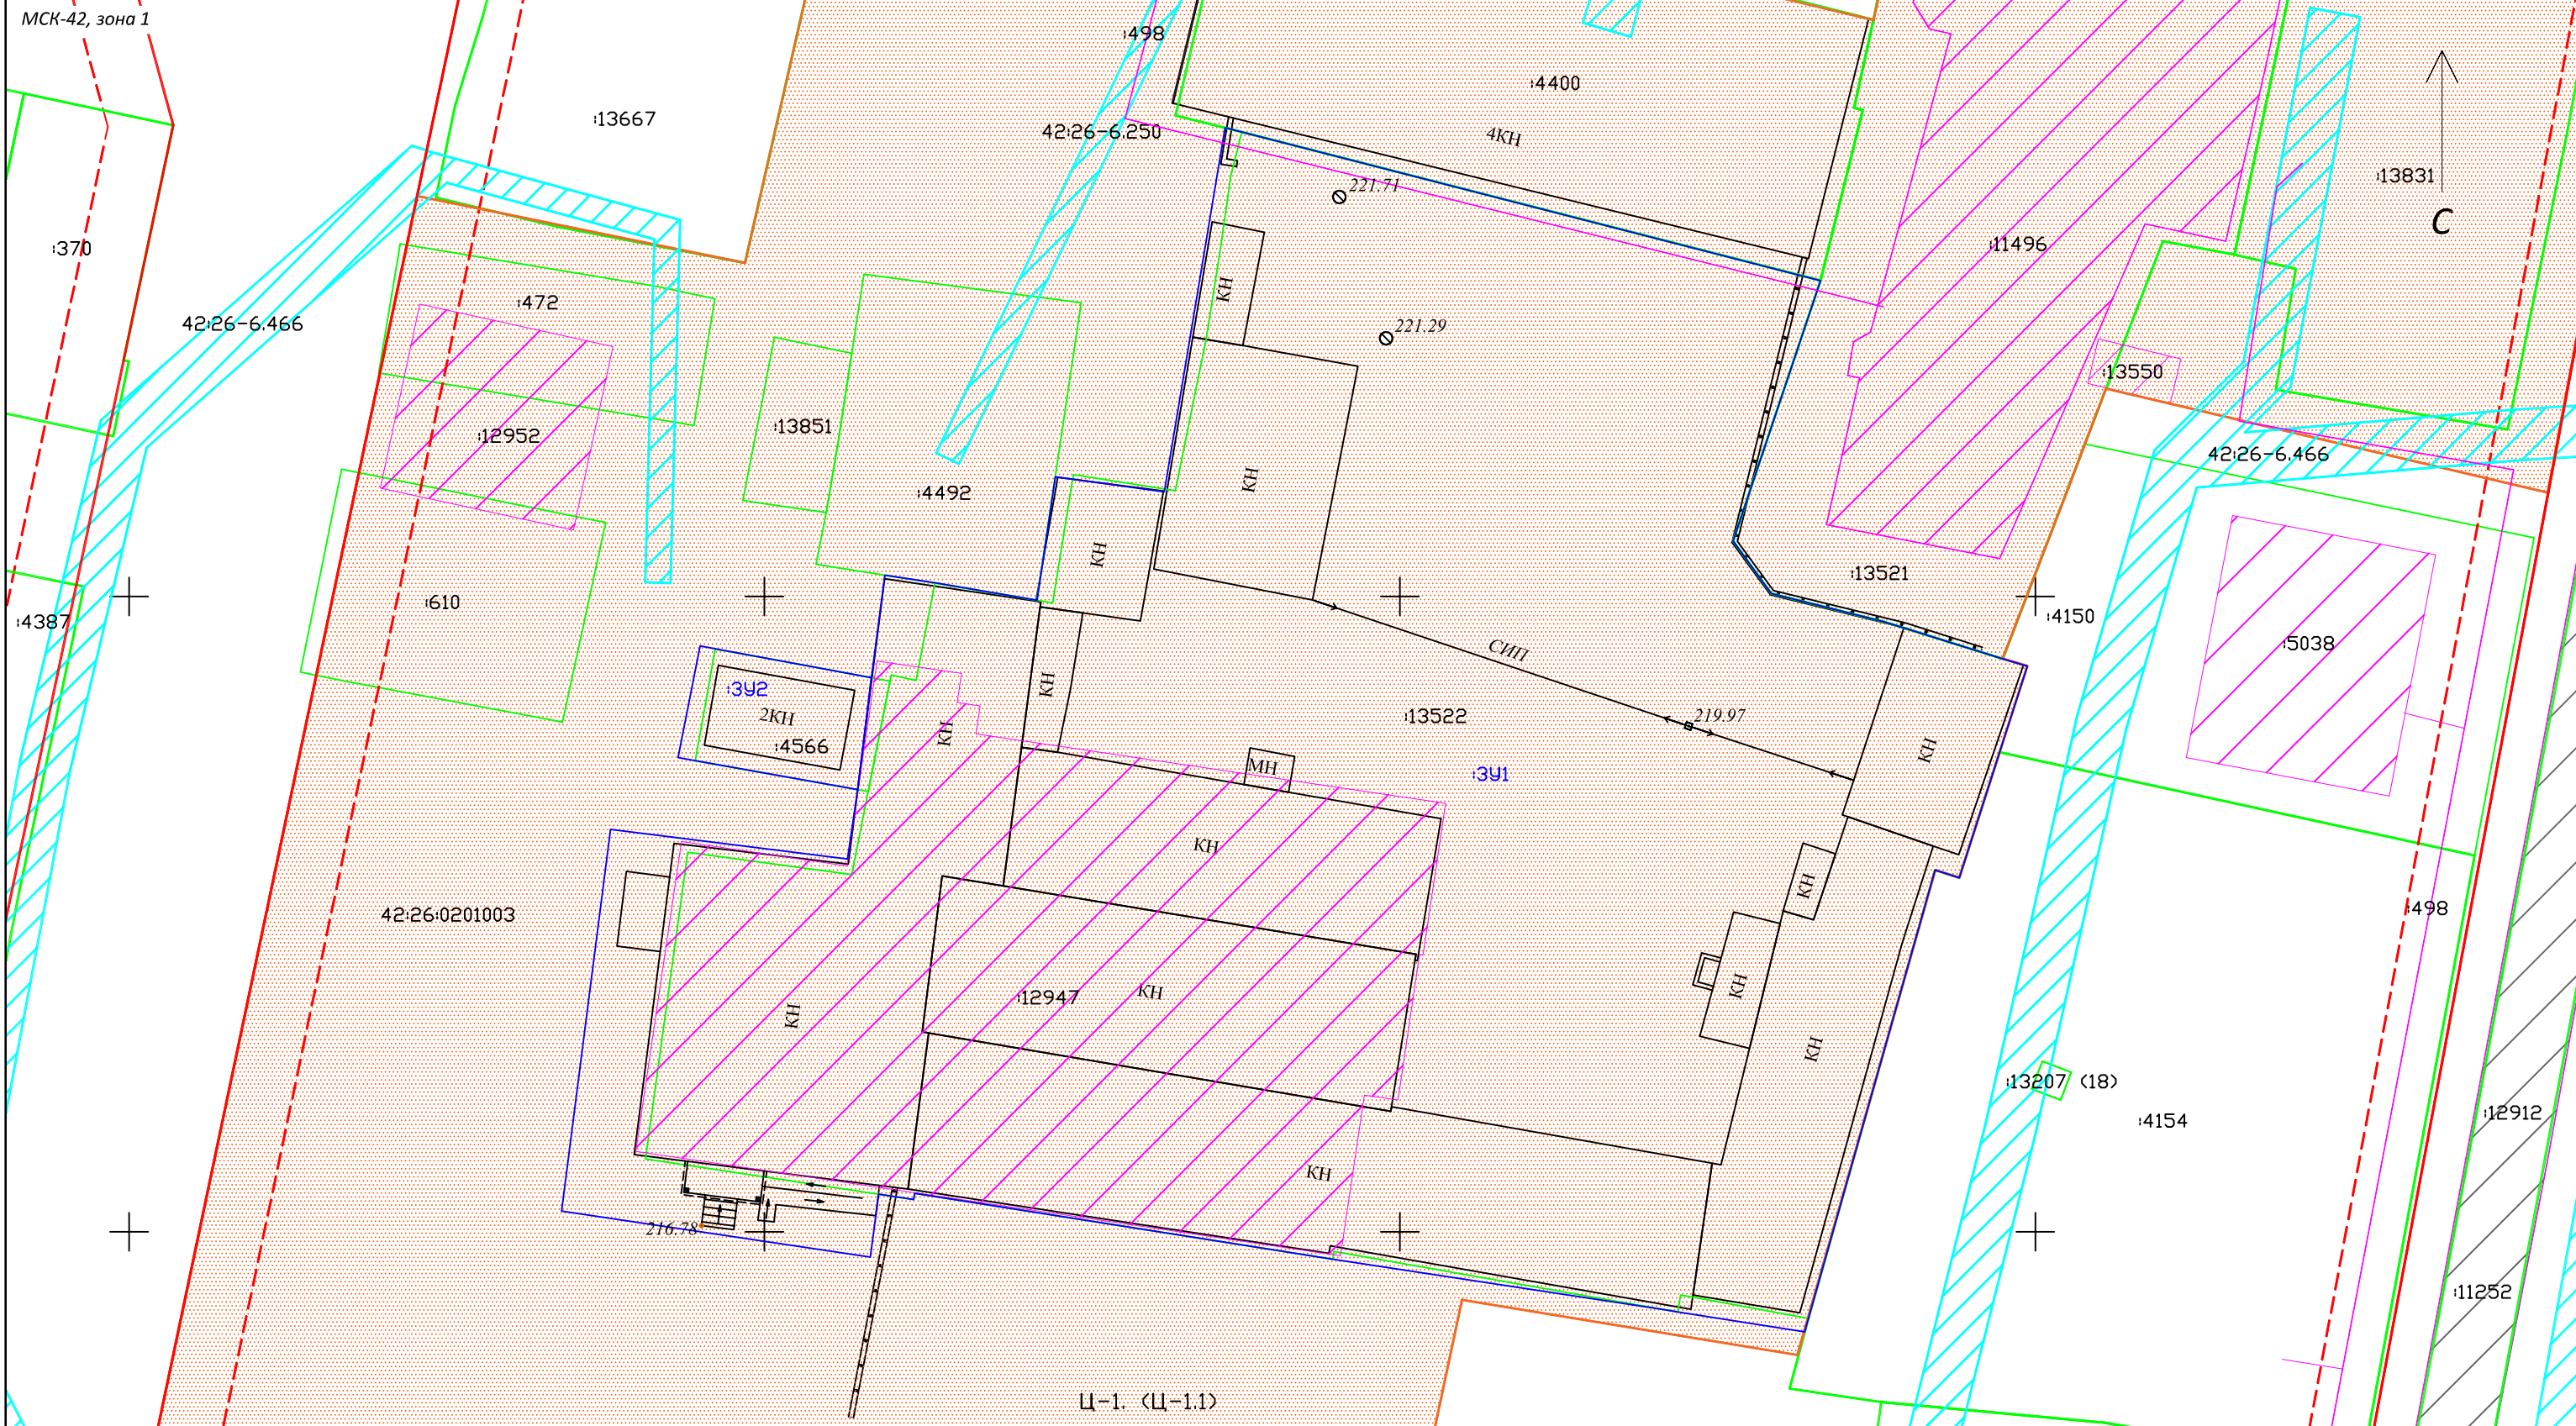 МСК-42, зона 1
:498
:4400
:13667
42:26-6.250
4КН
:13831
221.71
С
:370
:11496
КН
:472
42:26-6.466
221.29
:13550
:13851
:12952
42:26-6.466
:4492
КН
КН
:13521
:610
:4150
:4387
СИП
:5038
КН
:ЗУ2
2КН
:13522
219.97
КН
:4566
КН
МН
:ЗУ1
КН
КН
:498
42:26:0201003
КН
:12947
КН
КН
КН
:13207 (18)
:12912
:4154
КН
216.78
:11252
Ц-1. (Ц-1.1)